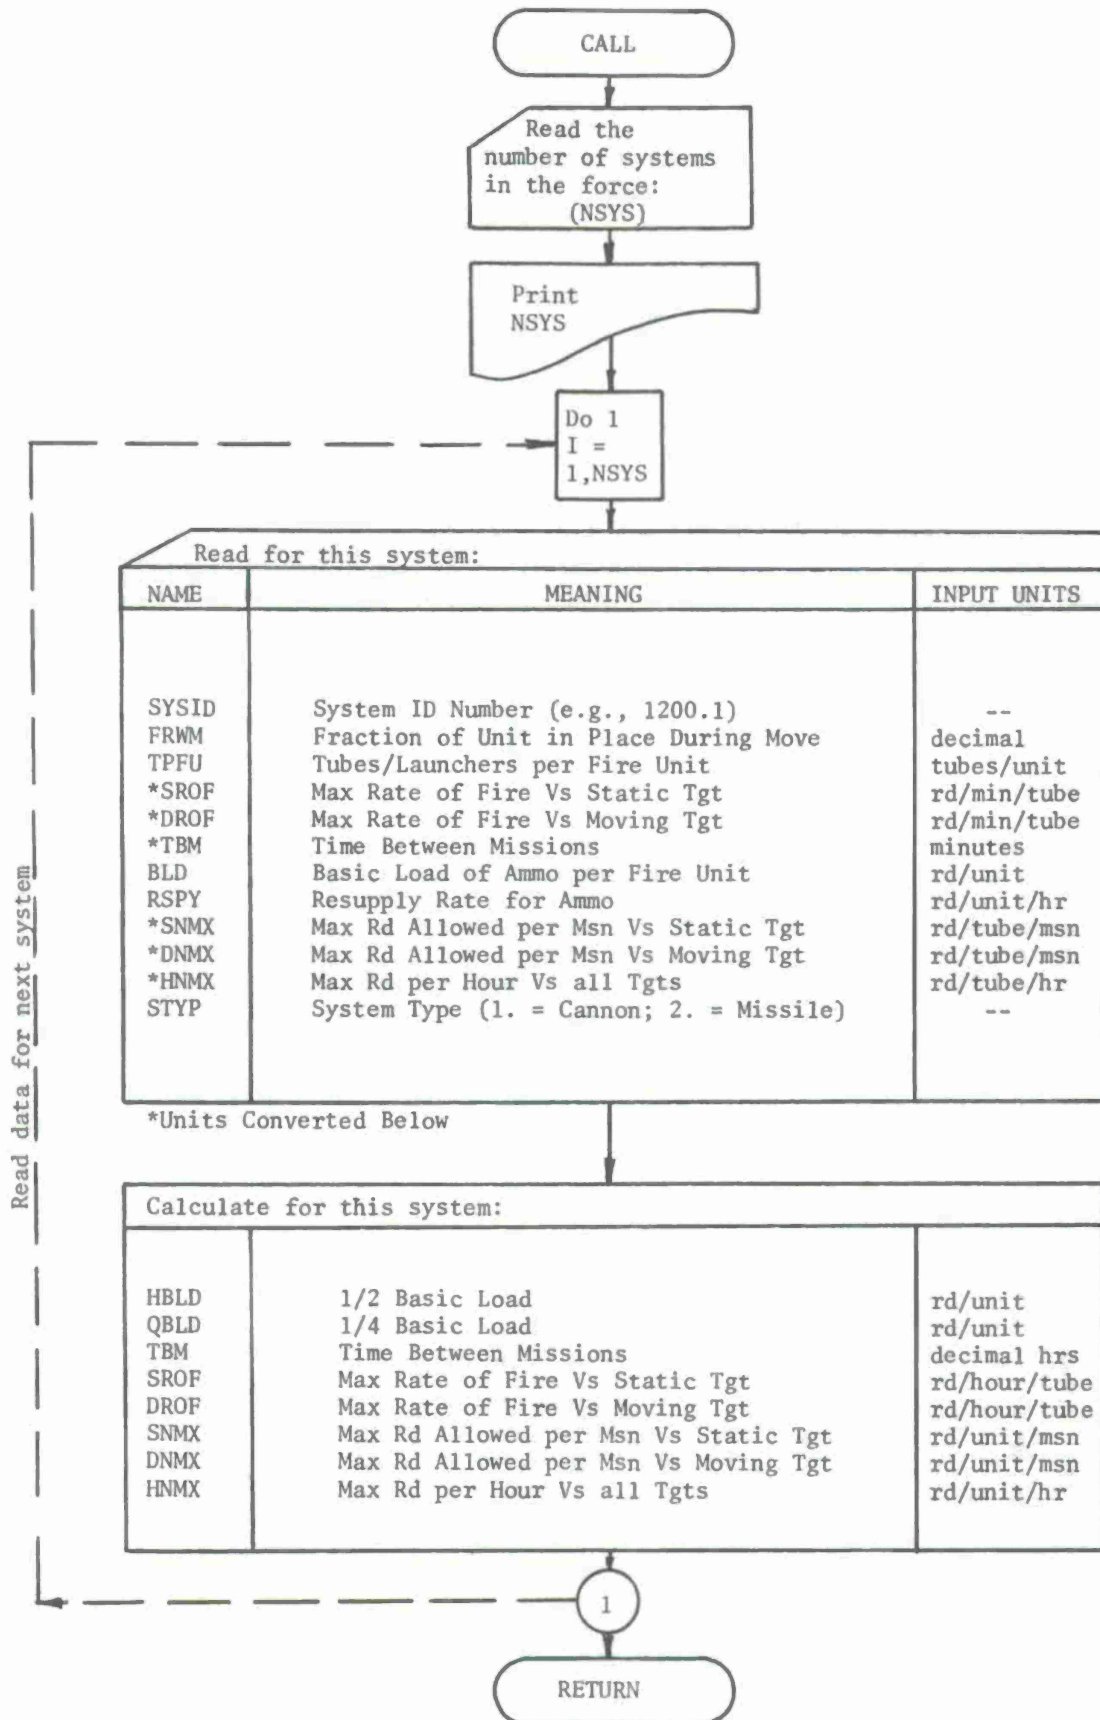 CALL
Read the
number of systems
in the force:
(NSYS)
Print
NSYS
Do 1
I =
1,NSYS
Read data for next system
Read for this system:
NAME MEANING INPUT UNITS
SYSID System ID Number (e.g., 1200.1) --
FRWM Fraction of Unit in Place During Move decimal
TPFU Tubes/Launchers per Fire Unit tubes/unit
*SROF Max Rate of Fire Vs Static Tgt rd/min/tube
*DROF Max Rate of Fire Vs Moving Tgt rd/min/tube
*TBM Time Between Missions minutes
BLD Basic Load of Ammo per Fire Unit rd/unit
RSPY Resupply Rate for Ammo rd/unit/hr
*SNMX Max Rd Allowed per Msn Vs Static Tgt rd/tube/msn
*DNMX Max Rd Allowed per Msn Vs Moving Tgt rd/tube/msn
*HNMX Max Rd per Hour Vs all Tgts rd/tube/hr
STYP System Type (1. = Cannon; 2. = Missile) --
*Units Converted Below
Calculate for this system:
HBLD 1/2 Basic Load rd/unit
QBLD 1/4 Basic Load rd/unit
TBM Time Between Missions decimal hrs
SROF Max Rate of Fire Vs Static Tgt rd/hour/tube
DROF Max Rate of Fire Vs Moving Tgt rd/hour/tube
SNMX Max Rd Allowed per Msn Vs Static Tgt rd/unit/msn
DNMX Max Rd Allowed per Msn Vs Moving Tgt rd/unit/msn
HNMX Max Rd per Hour Vs all Tgts rd/unit/hr
1
RETURN